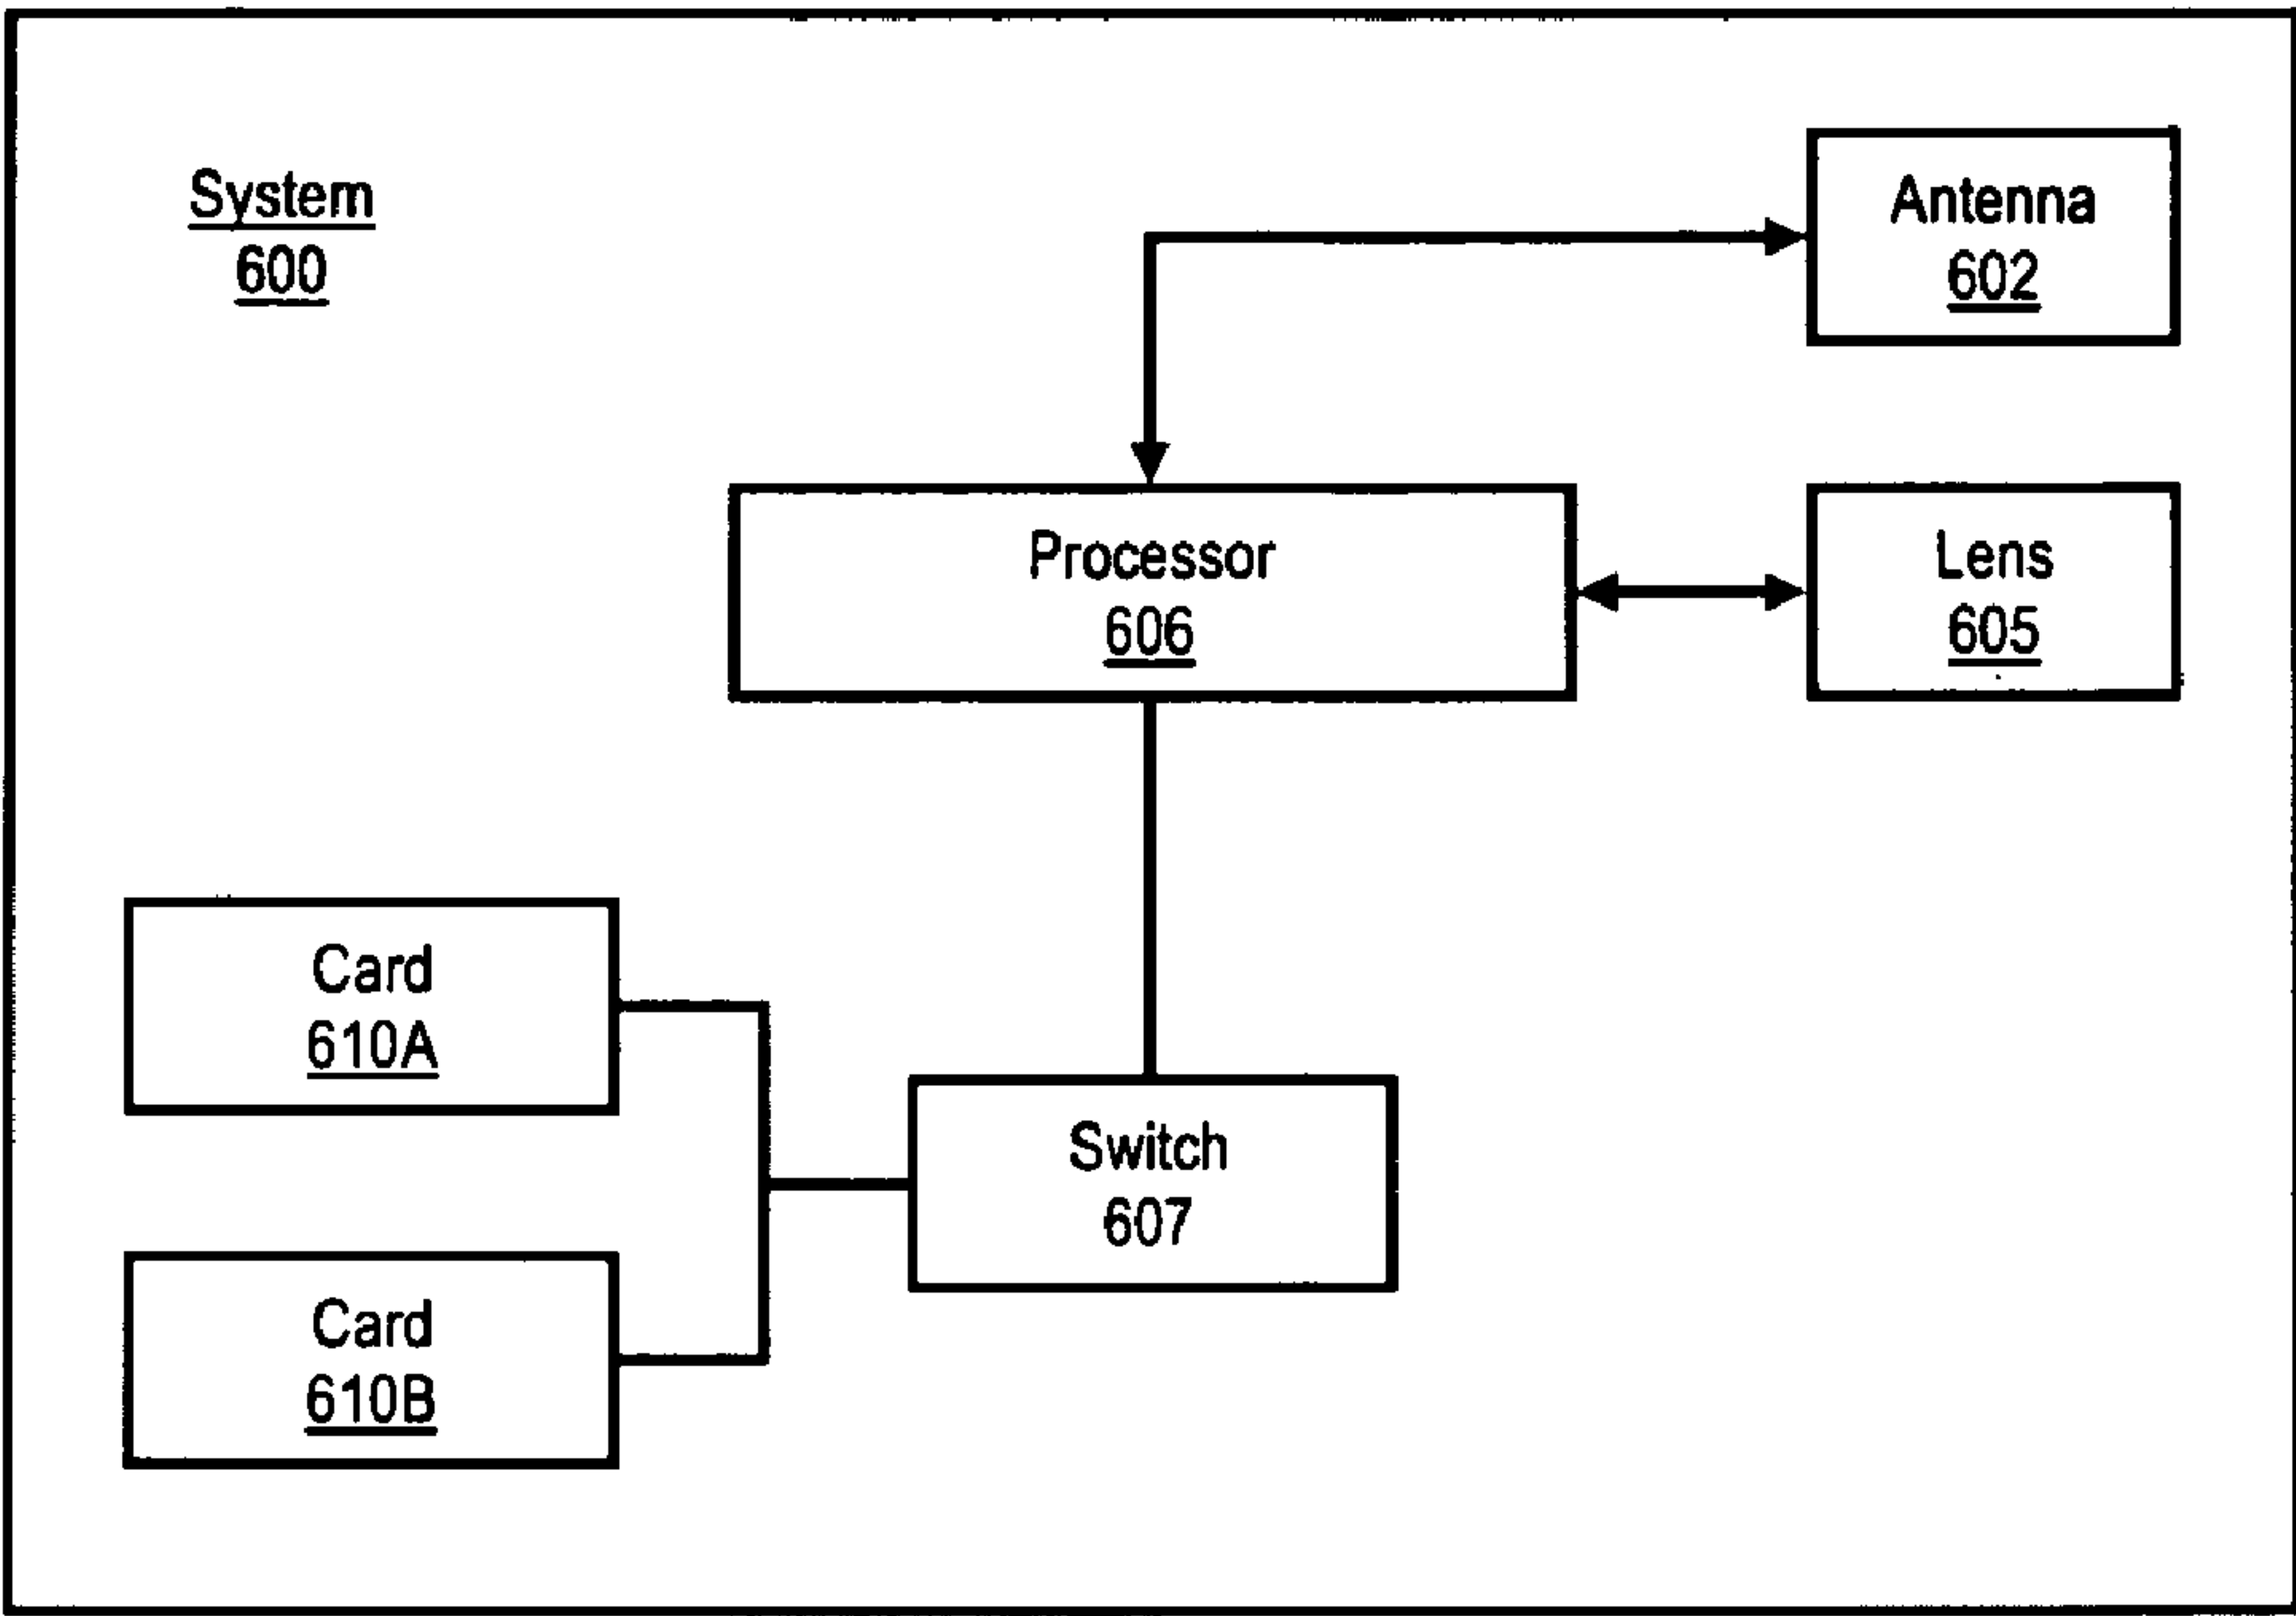 System
600
Antenna
602
Processor
606
Lens
605
Card
610A
Switch
607
Card
610B